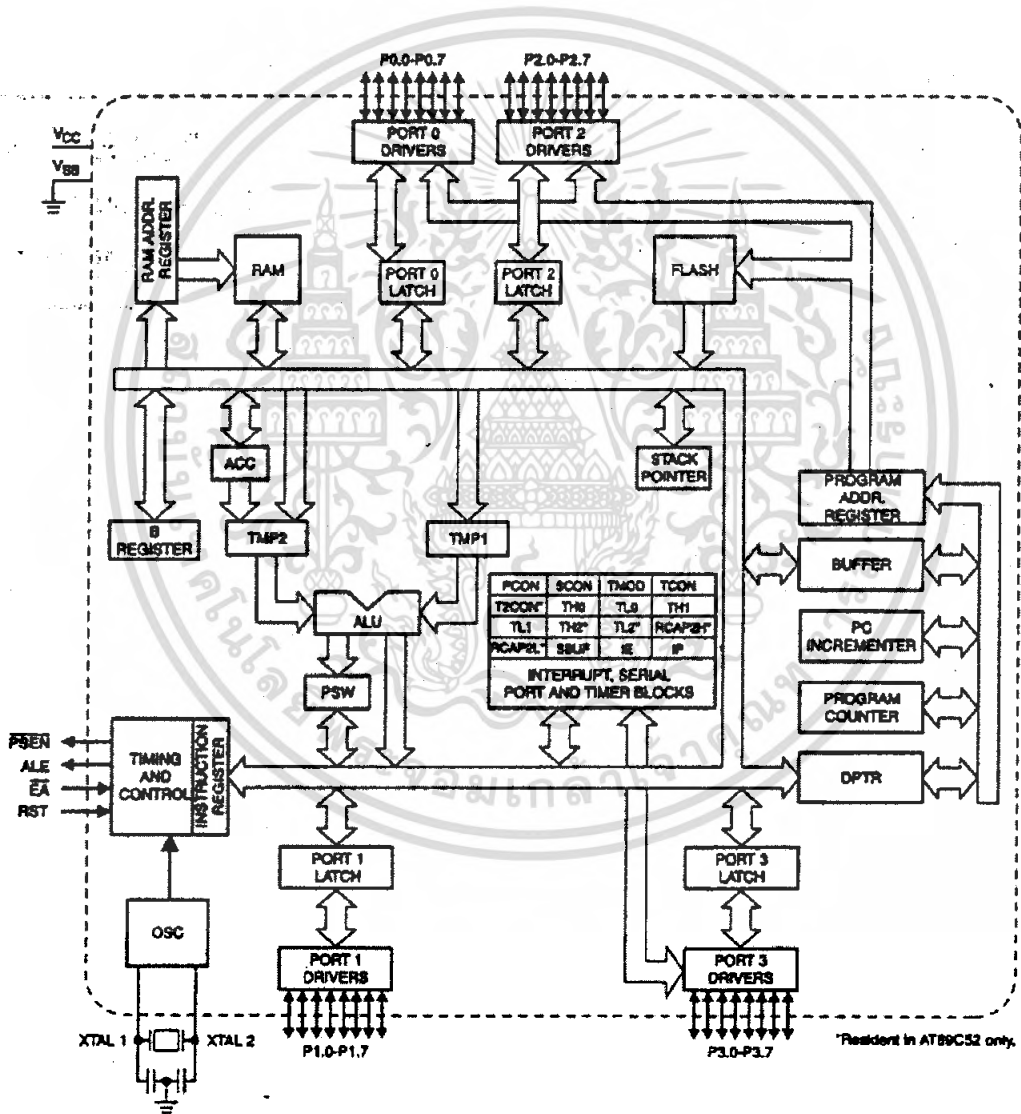 P0.0-P0.7
P2.0-P2.7
VCC
VSS
PORT 0
DRIVERS
PORT 2
DRIVERS
RAM ADDR.
REGISTER
RAM
PORT 0
LATCH
PORT 2
LATCH
FLASH
ACC
STACK
POINTER
PROGRAM
ADDR.
REGISTER
B
REGISTER
TMP2
TMP1
BUFFER
ALU
PCON SCON TMOD TCON
T2CON* TH0 TL0 TH1
TL1 TH2* TL2* RCAP2H*
RCAP2L* SBUF IE IP
INTERRUPT, SERIAL
PORT AND TIMER BLOCKS
PC
INCREMENTER
PSW
PROGRAM
COUNTER
PSEN
ALE
EA
RST
TIMING
AND
CONTROL
INSTRUCTION
REGISTER
DPTR
PORT 1
LATCH
PORT 3
LATCH
OSC
PORT 1
DRIVERS
PORT 3
DRIVERS
XTAL 1
XTAL 2
P1.0-P1.7
P3.0-P3.7
*Resident in AT89C52 only.